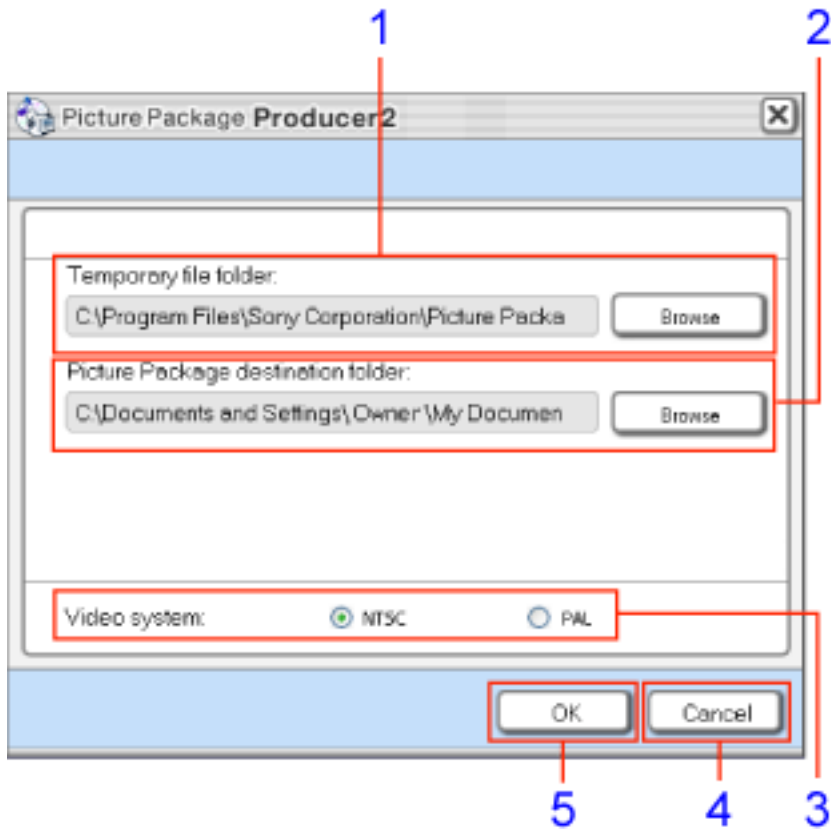 1
2
Picture Package Producer2
Temporary file folder:
C:\Program Files\Sony Corporation\Picture Packa
Browse
Picture Package destination folder:
C:\Documents and Settings\Owner\My Documen
Browse
Video system:
NTSC
PAL
OK
Cancel
5
4
3